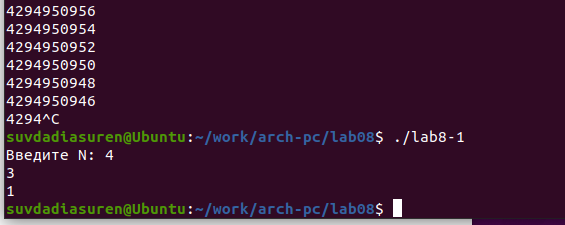 4294950956
4294950954
4294950952
4294950950
4294950948
4294950946
4294^C
suvdadiasuren@Ubuntu:~/work/arch-pc/lab08$ ./lab8-1
Введите N: 4
3
1
suvdadiasuren@Ubuntu:~/work/arch-pc/lab08$